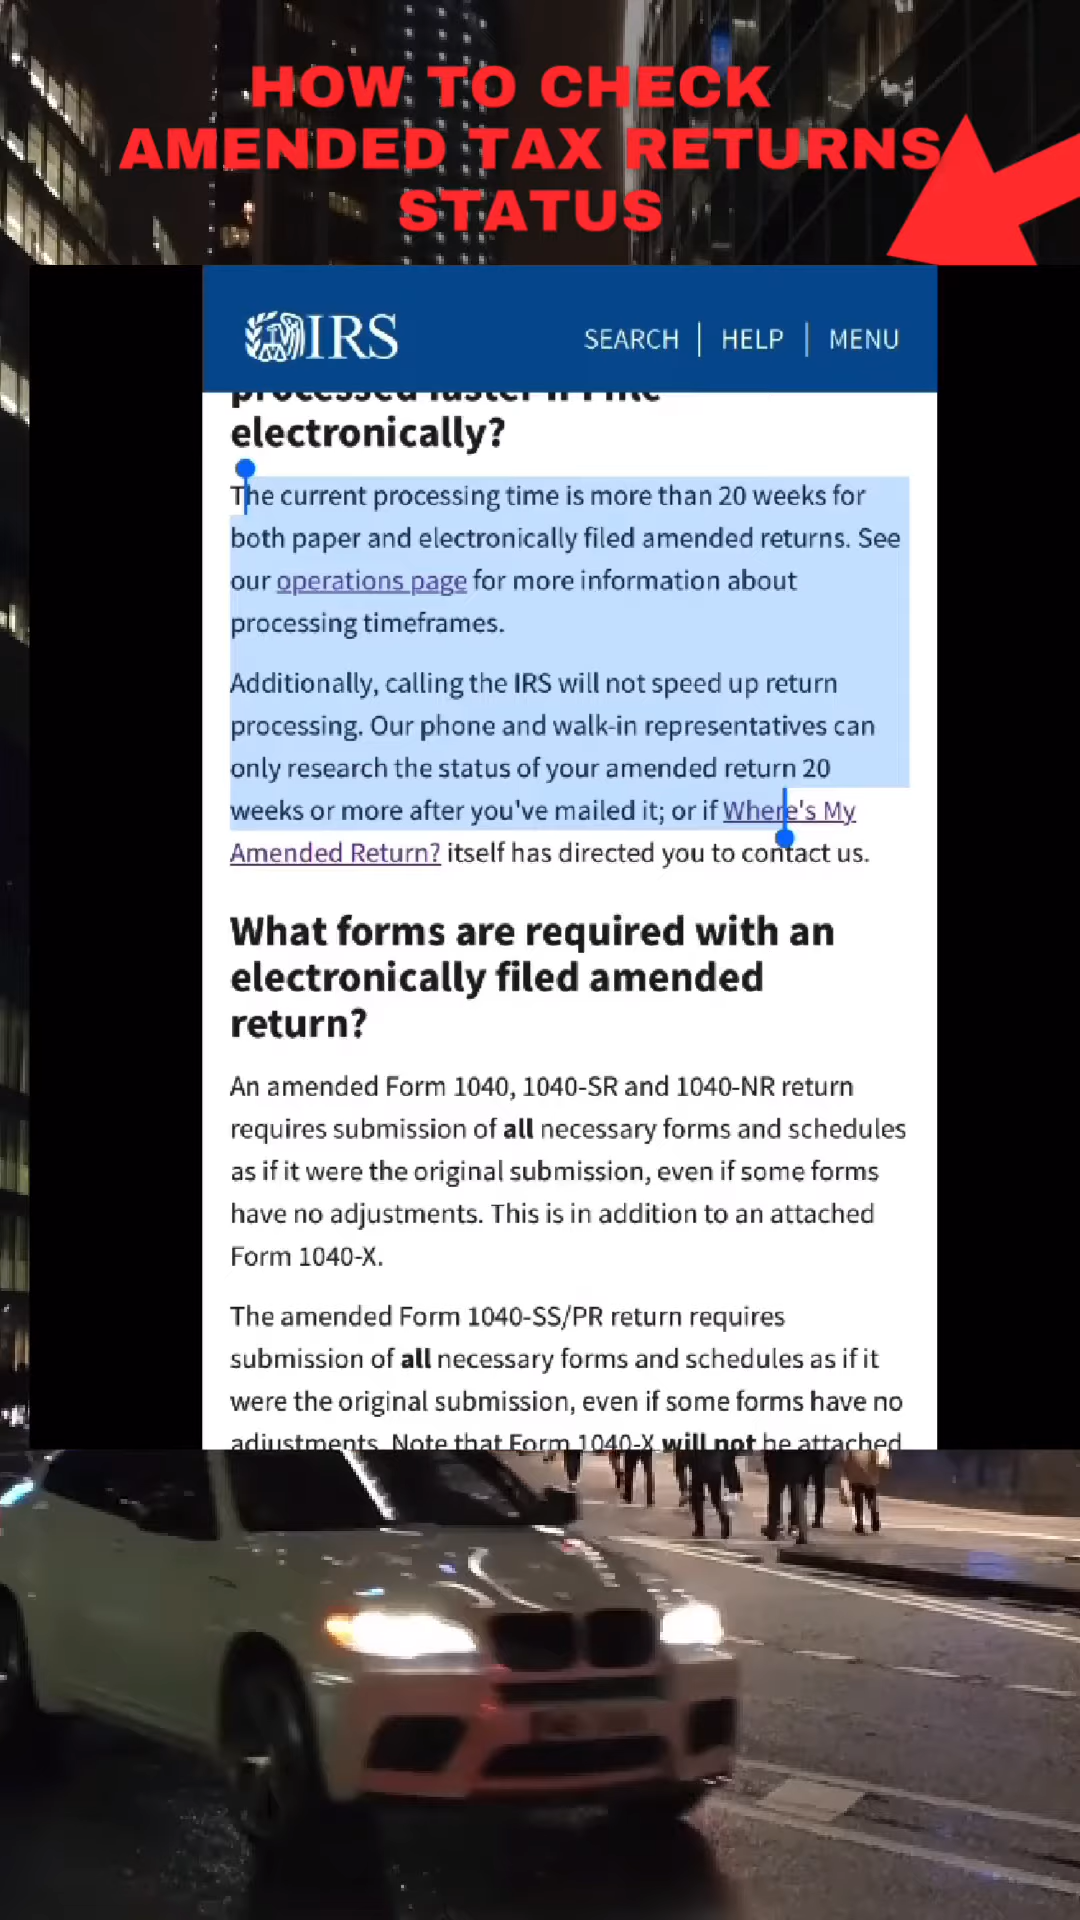 HOW TO CHECK
AMENDED TAX RETURNS
STATUS
IRS
SEARCH | HELP | MENU
processed faster if I file
electronically?
The current processing time is more than 20 weeks for
both paper and electronically filed amended returns. See
our operations page for more information about
processing timeframes.
Additionally, calling the IRS will not speed up return
processing. Our phone and walk-in representatives can
only research the status of your amended return 20
weeks or more after you've mailed it; or if Where's My
Amended Return? itself has directed you to contact us.
What forms are required with an
electronically filed amended
return?
An amended Form 1040, 1040-SR and 1040-NR return
requires submission of all necessary forms and schedules
as if it were the original submission, even if some forms
have no adjustments. This is in addition to an attached
Form 1040-X.
The amended Form 1040-SS/PR return requires
submission of all necessary forms and schedules as if it
were the original submission, even if some forms have no
adjustments. Note that Form 1040-X will not be attached